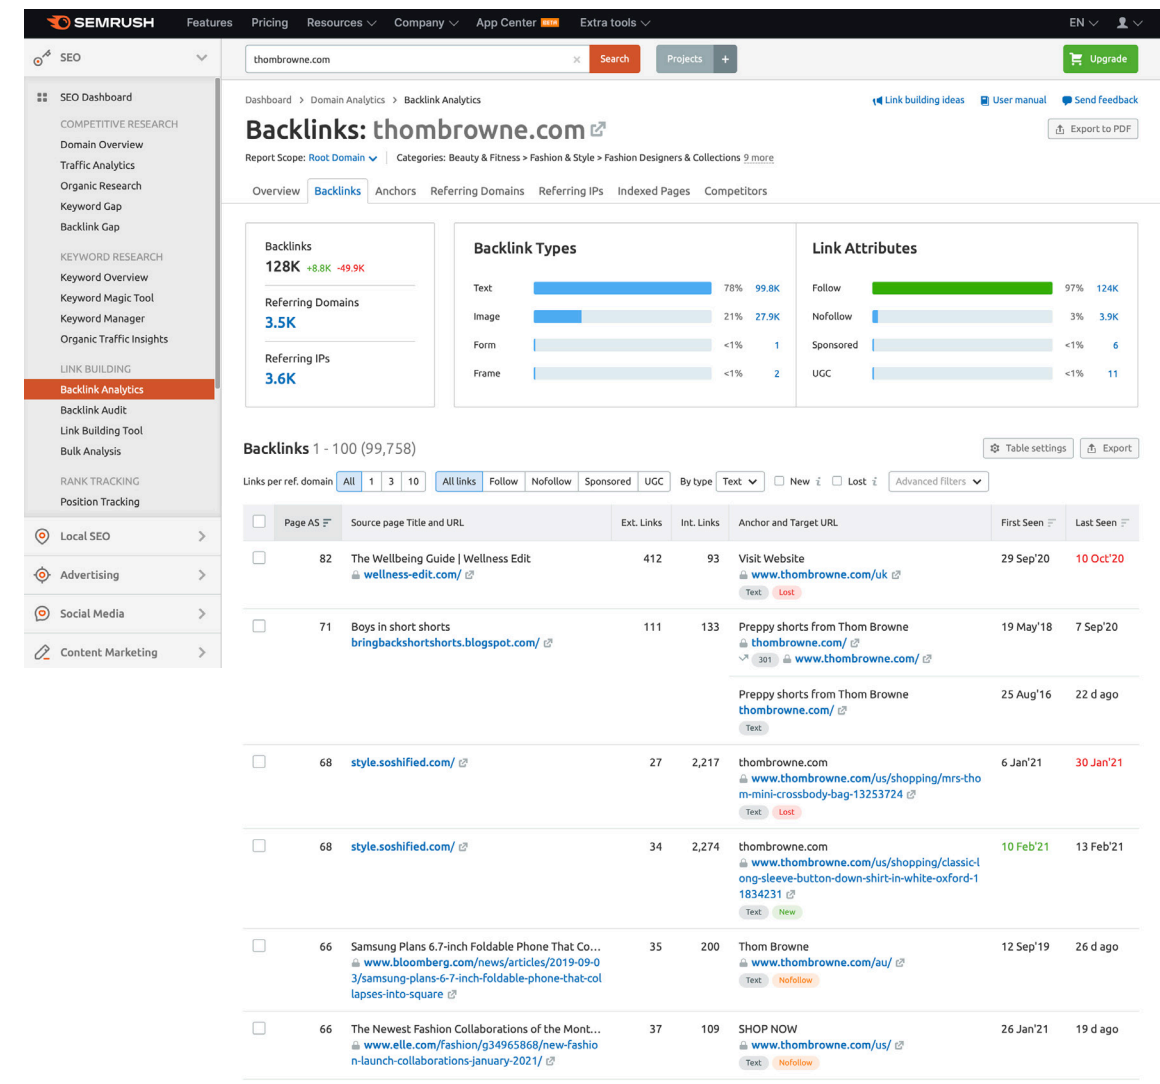 SEMRUSH Features Pricing Resources Company App Center BETA Extra tools EN
SEO
thombrowne.com × Search Projects + Upgrade
SEO Dashboard
COMPETITIVE RESEARCH
Domain Overview
Traffic Analytics
Organic Research
Keyword Gap
Backlink Gap
KEYWORD RESEARCH
Keyword Overview
Keyword Magic Tool
Keyword Manager
Organic Traffic Insights
LINK BUILDING
Backlink Analytics
Backlink Audit
Link Building Tool
Bulk Analysis
RANK TRACKING
Position Tracking
Local SEO
Advertising
Social Media
Content Marketing
Dashboard > Domain Analytics > Backlink Analytics
Link building ideas User manual Send feedback
Backlinks: thombrowne.com
Export to PDF
Report Scope: Root Domain Categories: Beauty & Fitness > Fashion & Style > Fashion Designers & Collections 9 more
Overview Backlinks Anchors Referring Domains Referring IPs Indexed Pages Competitors
Backlinks
128K +8.8K -49.9K
Referring Domains
3.5K
Referring IPs
3.6K
Backlink Types
Text 78% 99.8K
Image 21% 27.9K
Form <1% 1
Frame <1% 2
Link Attributes
Follow 97% 124K
Nofollow 3% 3.9K
Sponsored <1% 6
UGC <1% 11
Backlinks 1 - 100 (99,758)
Table settings Export
Links per ref. domain All 1 3 10 All links Follow Nofollow Sponsored UGC By type Text New i Lost i Advanced filters
Page AS Source page Title and URL Ext. Links Int. Links Anchor and Target URL First Seen Last Seen
82 The Wellbeing Guide | Wellness Edit 412 93 Visit Website 29 Sep'20 10 Oct'20
wellness-edit.com/ www.thombrowne.com/uk
Text Lost
71 Boys in short shorts 111 133 Preppy shorts from Thom Browne 19 May'18 7 Sep'20
bringbackshortshorts.blogspot.com/ thombrowne.com/
301 www.thombrowne.com/
Preppy shorts from Thom Browne 25 Aug'16 22 d ago
thombrowne.com/
Text
68 style.soshified.com/ 27 2,217 thombrowne.com 6 Jan'21 30 Jan'21
www.thombrowne.com/us/shopping/mrs-tho
m-mini-crossbody-bag-13253724
Text Lost
68 style.soshified.com/ 34 2,274 thombrowne.com 10 Feb'21 13 Feb'21
www.thombrowne.com/us/shopping/classic-l
ong-sleeve-button-down-shirt-in-white-oxford-1
1834231
Text New
66 Samsung Plans 6.7-inch Foldable Phone That Co... 35 200 Thom Browne 12 Sep'19 26 d ago
www.bloomberg.com/news/articles/2019-09-0 www.thombrowne.com/au/
3/samsung-plans-6-7-inch-foldable-phone-that-col Text Nofollow
lapses-into-square
66 The Newest Fashion Collaborations of the Mont... 37 109 SHOP NOW 26 Jan'21 19 d ago
www.elle.com/fashion/g34965868/new-fashio www.thombrowne.com/us/
n-launch-collaborations-january-2021/ Text Nofollow